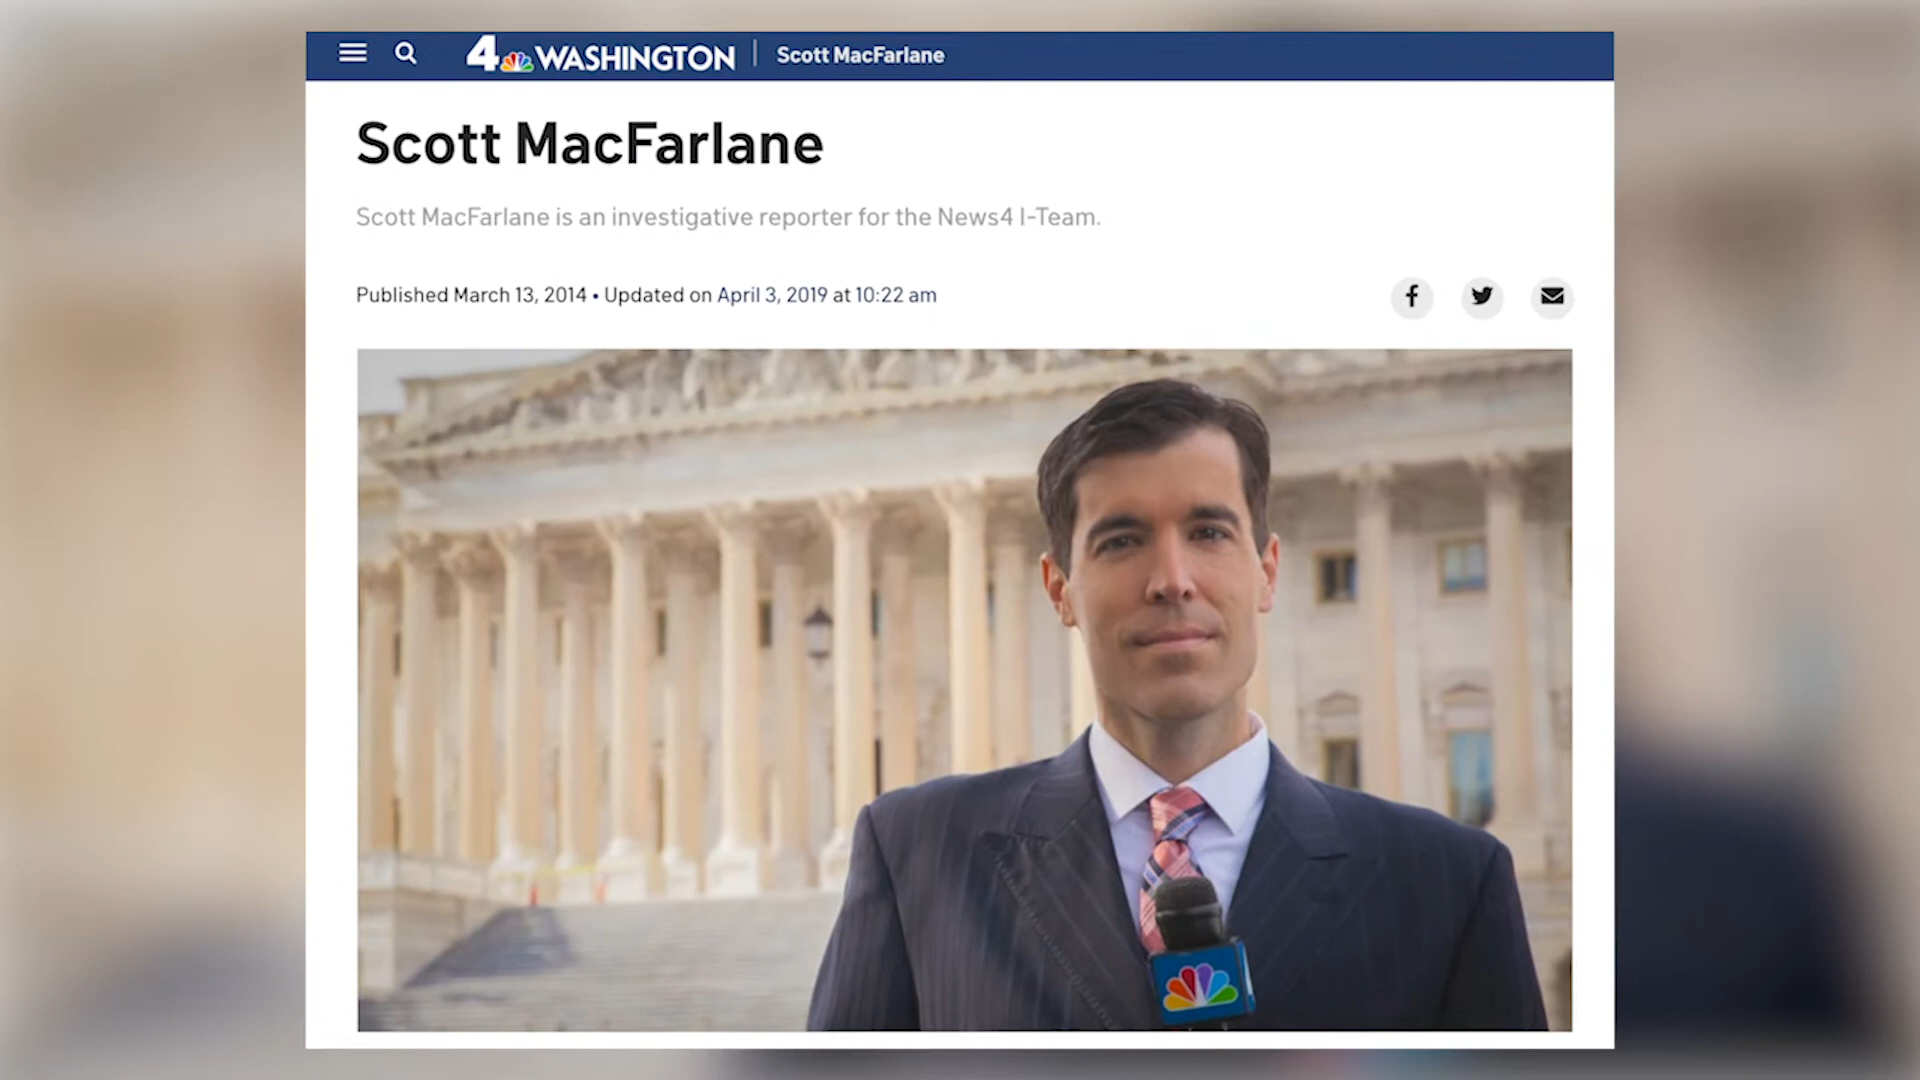 4 WASHINGTON | Scott MacFarlane
Scott MacFarlane
Scott MacFarlane is an investigative reporter for the News4 I-Team.
Published March 13, 2014 • Updated on April 3, 2019 at 10:22 am